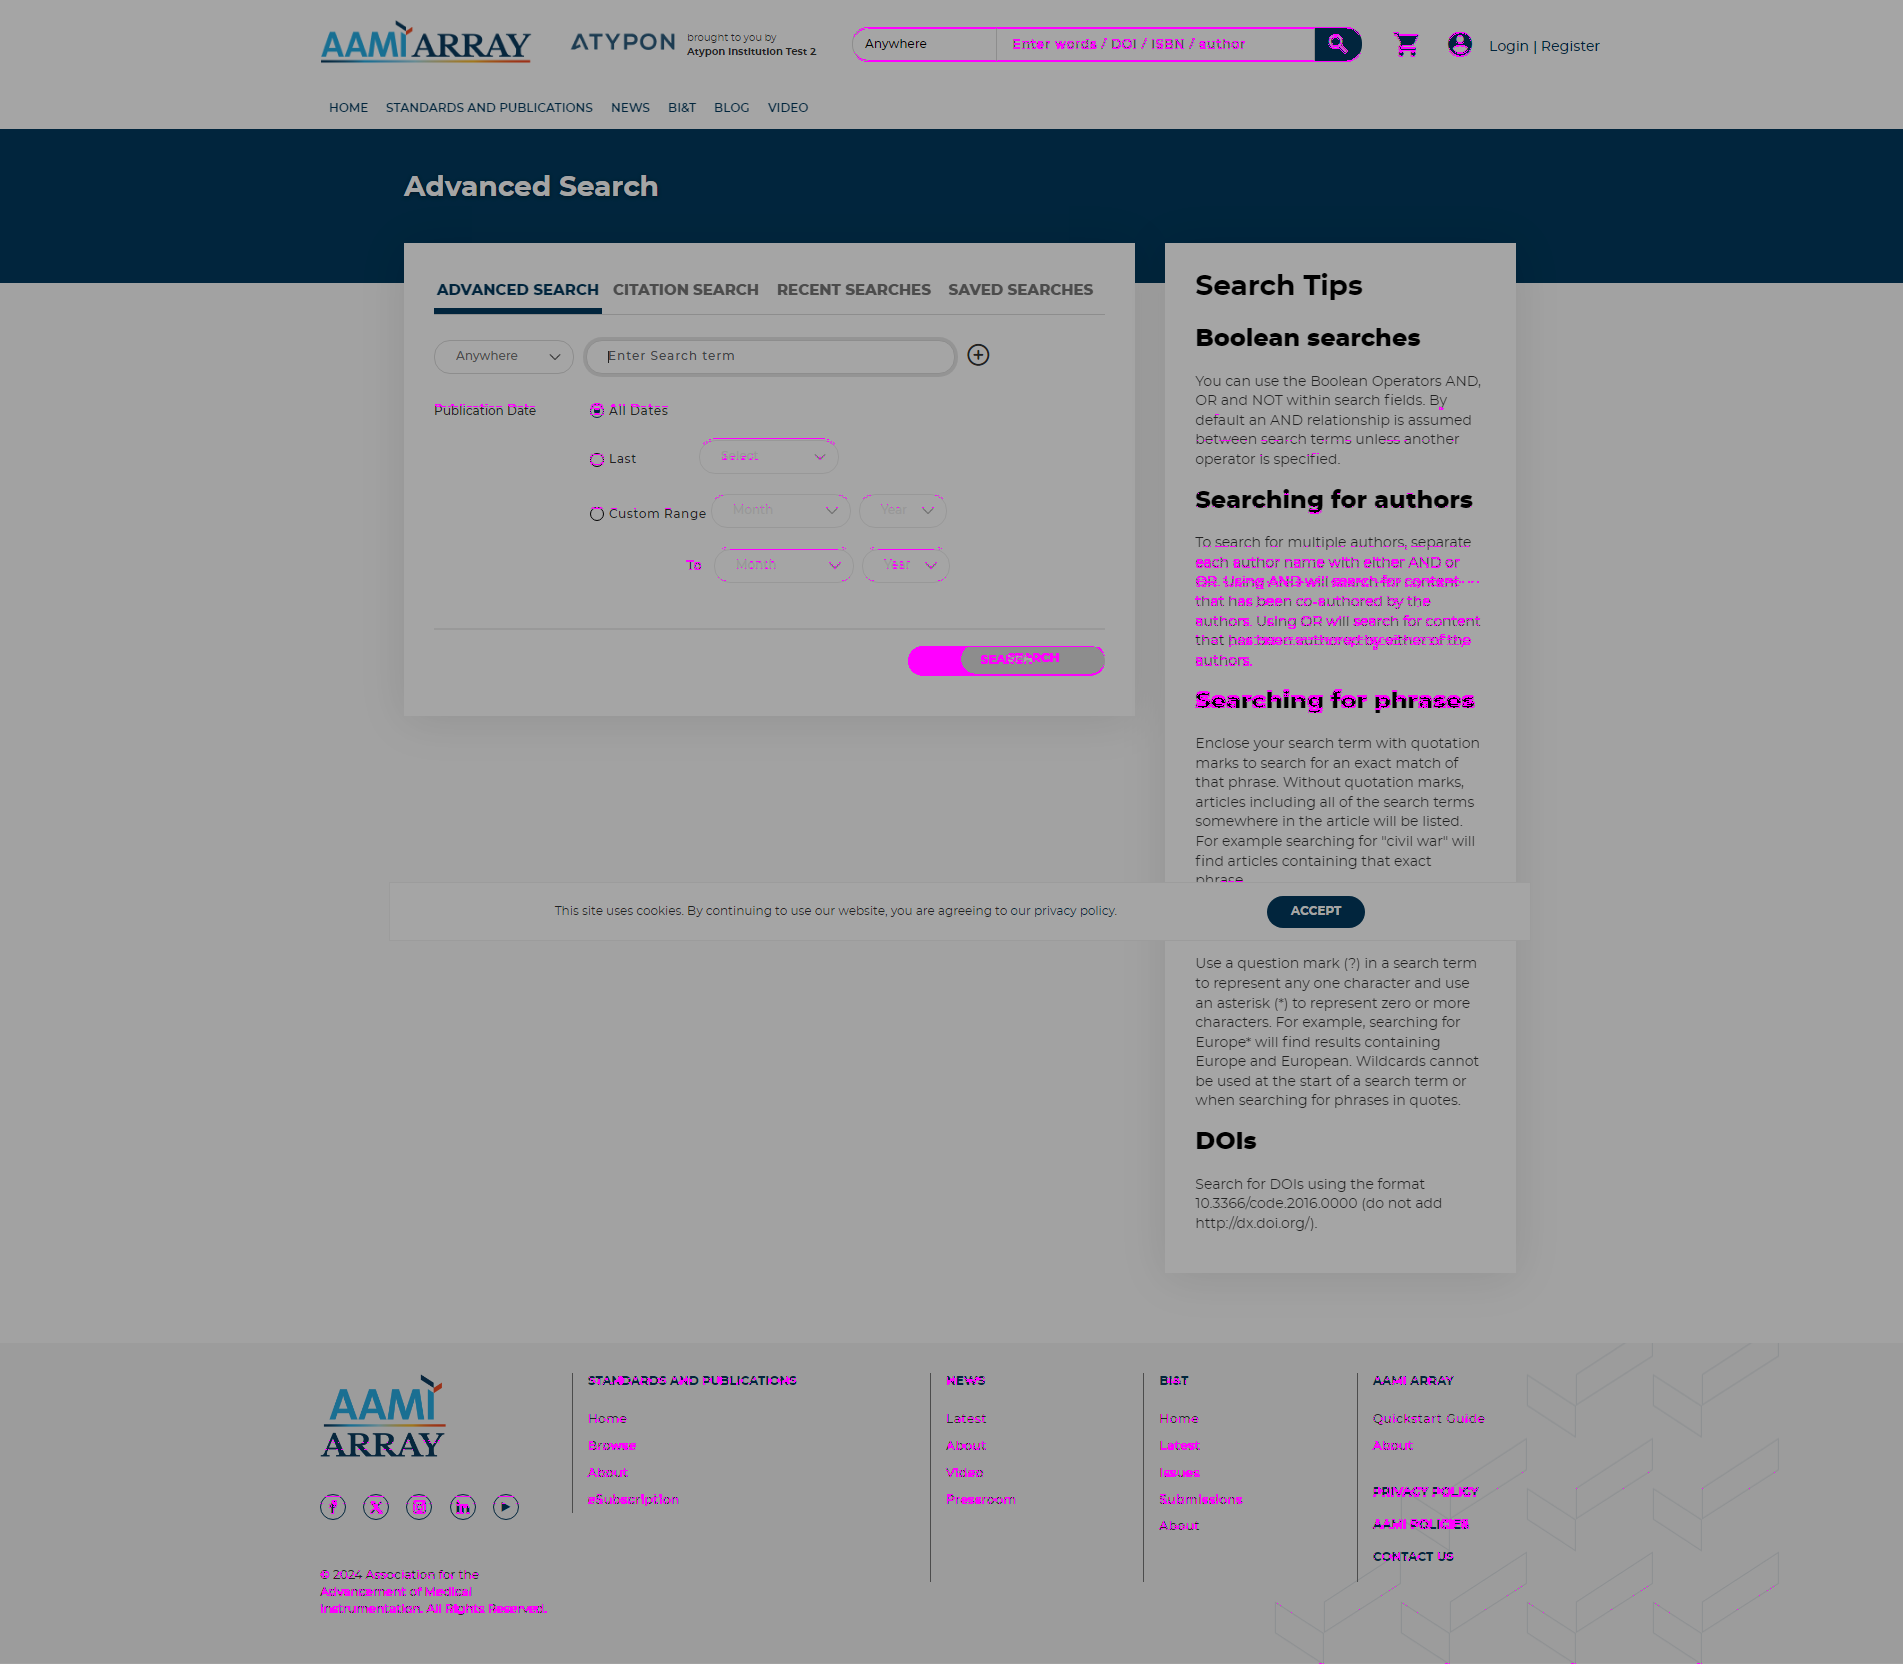 AAMI ARRAY
ATYPON
brought to you by
Atypon Institution Test 2
Anywhere
Enter words / DOI / ISBN / author
Login | Register
HOME STANDARDS AND PUBLICATIONS NEWS BI&T BLOG VIDEO
Advanced Search
ADVANCED SEARCH CITATION SEARCH RECENT SEARCHES SAVED SEARCHES
Anywhere
Enter Search term
Publication Date
All Dates
Last
Select
Custom Range
Month
Year
To
Month
Year
SEARCH
Search Tips
Boolean searches
You can use the Boolean Operators AND,
OR and NOT within search fields. By
default an AND relationship is assumed
between search terms unless another
operator is specified.
Searching for authors
To search for multiple authors, separate
each author name with either AND or
OR. Using AND will search for content
that has been co-authored by the
authors. Using OR will search for content
that has been authored by either of the
authors.
Searching for phrases
Enclose your search term with quotation
marks to search for an exact match of
that phrase. Without quotation marks,
articles including all of the search terms
somewhere in the article will be listed.
For example searching for "civil war" will
find articles containing that exact
phrase.
This site uses cookies. By continuing to use our website, you are agreeing to our privacy policy.
ACCEPT
Use a question mark (?) in a search term
to represent any one character and use
an asterisk (*) to represent zero or more
characters. For example, searching for
Europe* will find results containing
Europe and European. Wildcards cannot
be used at the start of a search term or
when searching for phrases in quotes.
DOIs
Search for DOIs using the format
10.3366/code.2016.0000 (do not add
http://dx.doi.org/).
AAMI
ARRAY
© 2024 Association for the
Advancement of Medical
Instrumentation. All Rights Reserved.
STANDARDS AND PUBLICATIONS
Home
Browse
About
eSubscription
NEWS
Latest
About
Video
Pressroom
BI&T
Home
Latest
Issues
Submissions
About
AAMI ARRAY
Quickstart Guide
About
PRIVACY POLICY
AAMI POLICIES
CONTACT US